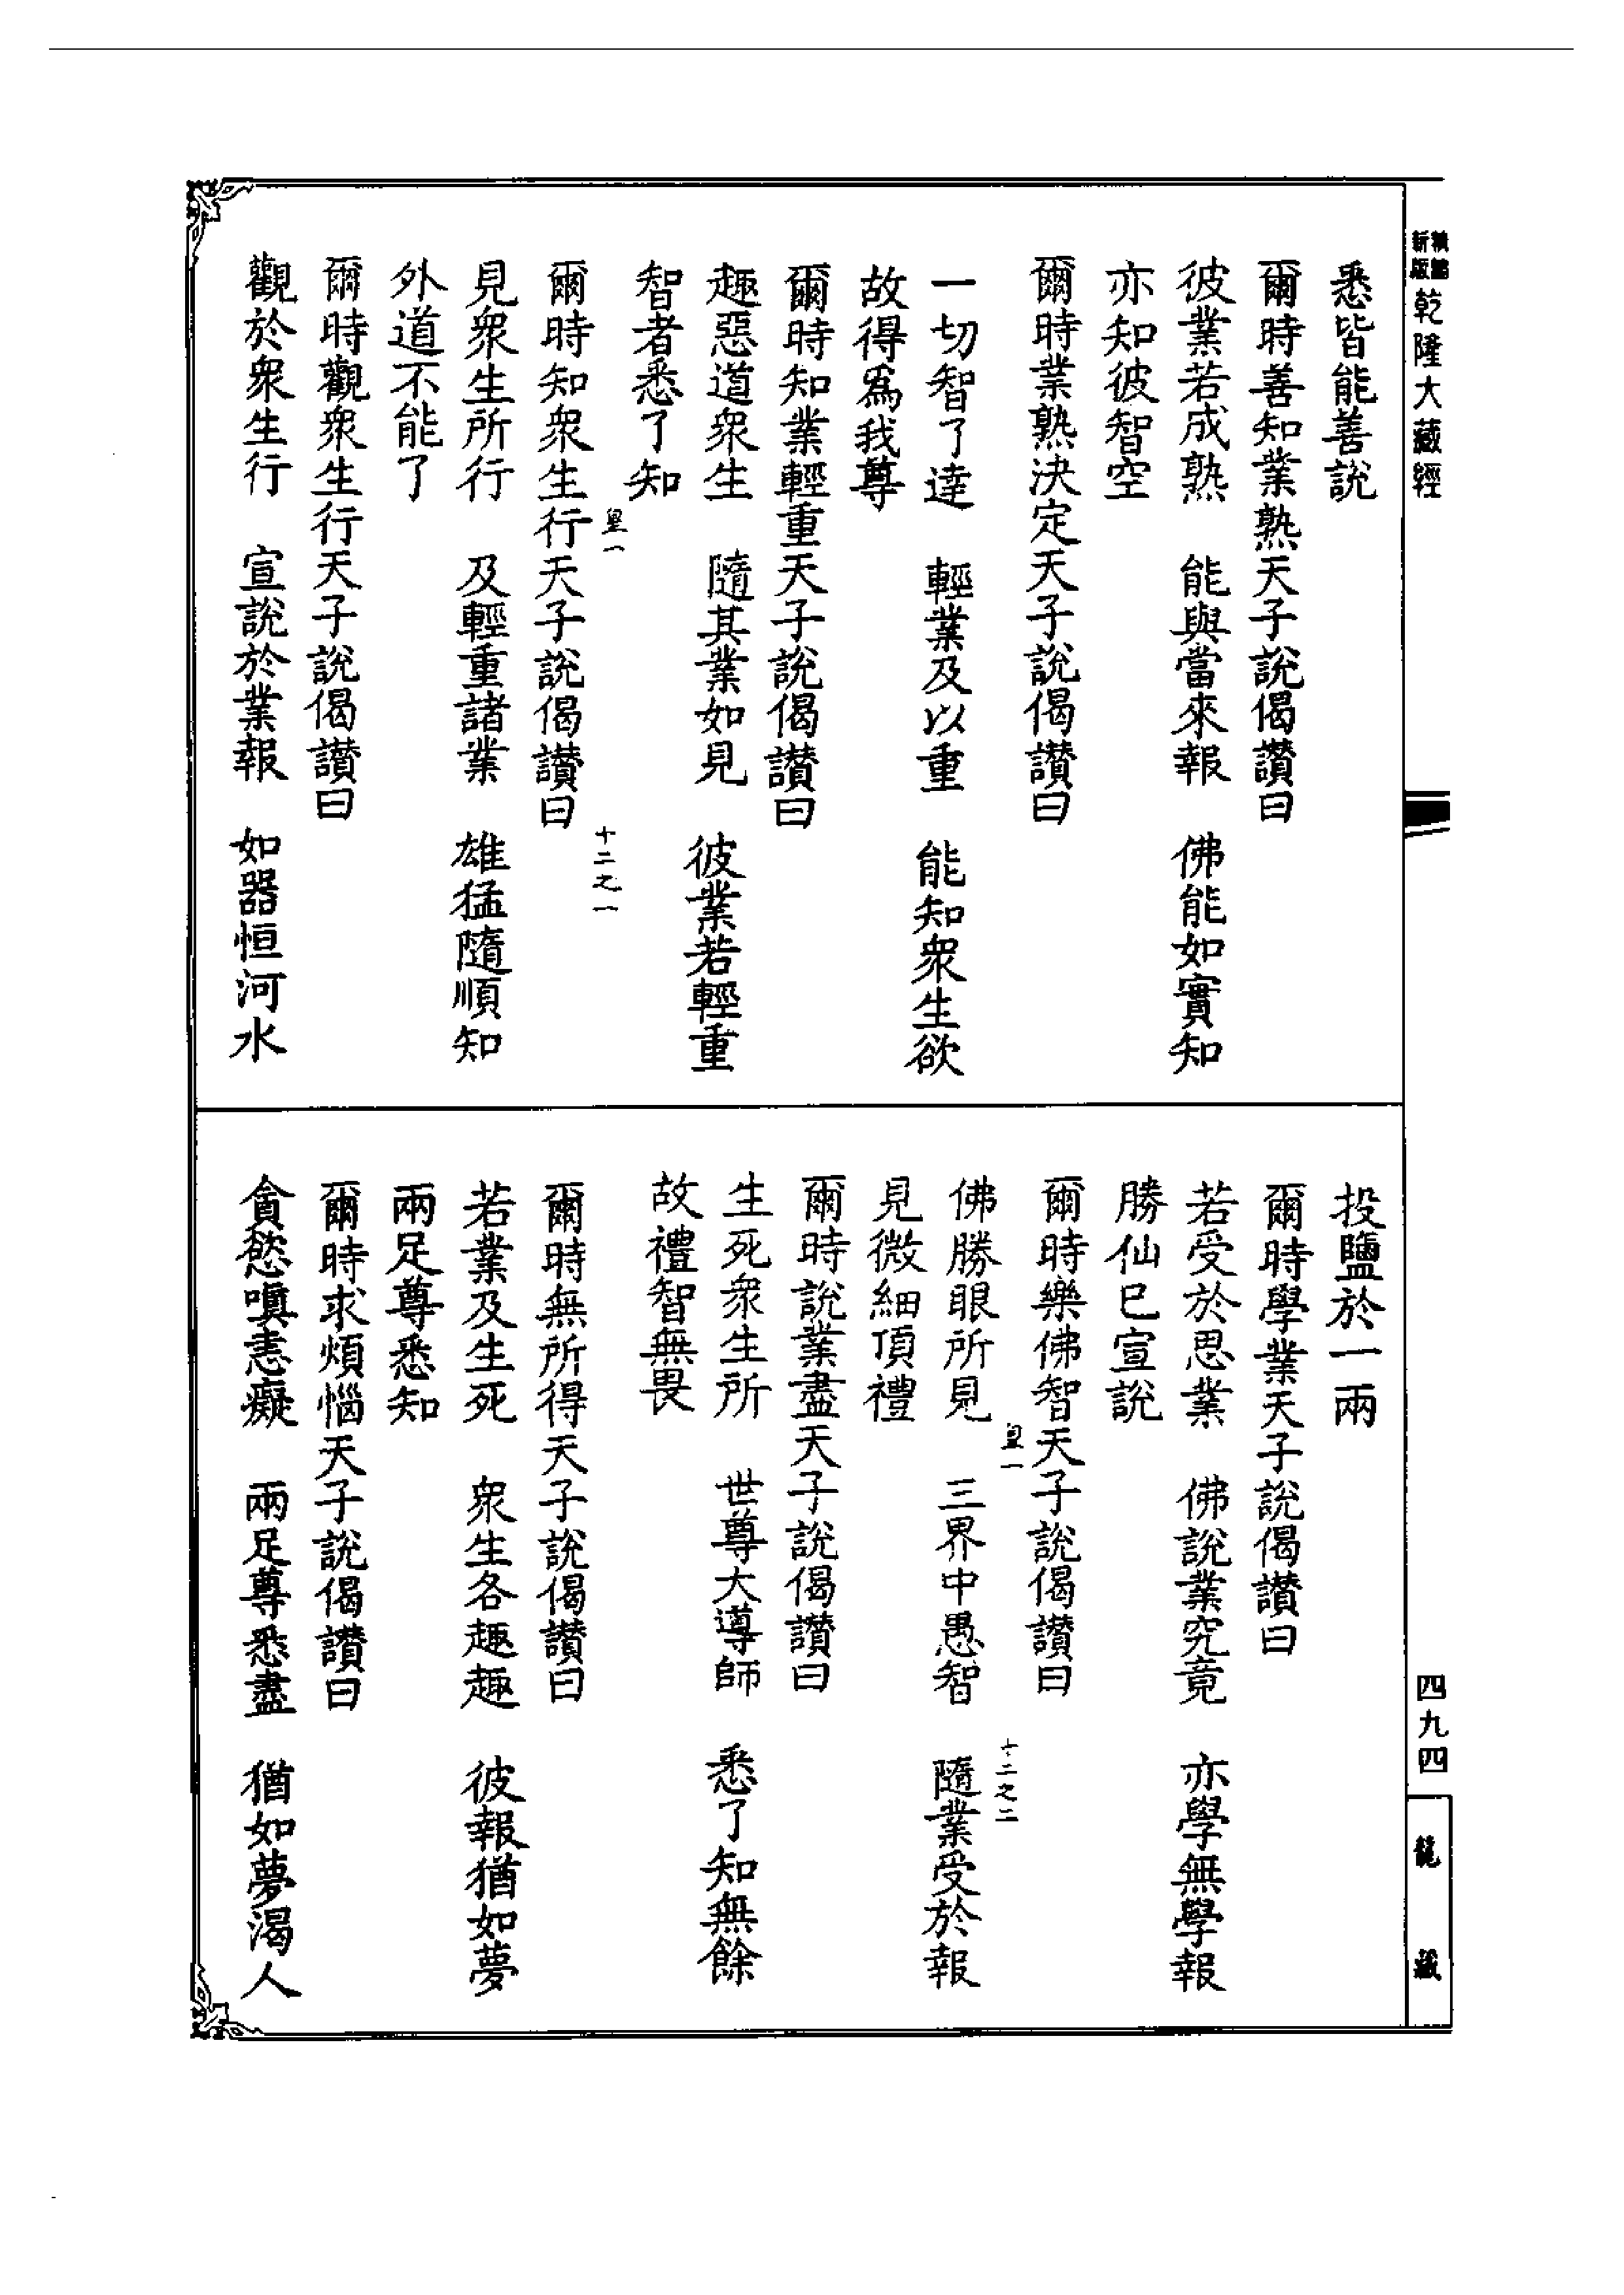 新版 精縮 乾隆大藏經
悉皆能善說
爾時善知業熟天子說偈讚曰
彼業若成熟　能與當來報　佛能如實知
亦知彼智空
爾時業熟決定天子說偈讚曰
一切智了達　輕業及以重　能知衆生欲
故得爲我尊
爾時知業輕重天子說偈讚曰
趣惡道衆生　隨其業如見　彼業若輕重
智者悉了知
十二之一
爾時知衆生行天子說偈讚曰
見衆生所行　及輕重諸業　雄猛隨順知
外道不能了
爾時觀衆生行天子說偈讚曰
觀於衆生行　宣說於業報　如器恒河水
投鹽於一兩
爾時學業天子說偈讚曰
若受於思業　佛說業究竟　亦學無學報
勝仙已宣說
爾時樂佛智天子說偈讚曰
十二之二
佛勝眼所見　三界中愚智　隨業受於報
見微細頂禮
爾時說業盡天子說偈讚曰
生死衆生所　世尊大導師　悉了知無餘
故禮智無畏
爾時無所得天子說偈讚曰
若業及生死　衆生各趣趣　彼報猶如夢
兩足尊悉知
爾時求煩惱天子說偈讚曰
貪慾嗔恚癡　兩足尊悉盡　猶如夢渴人
四九四
龍藏